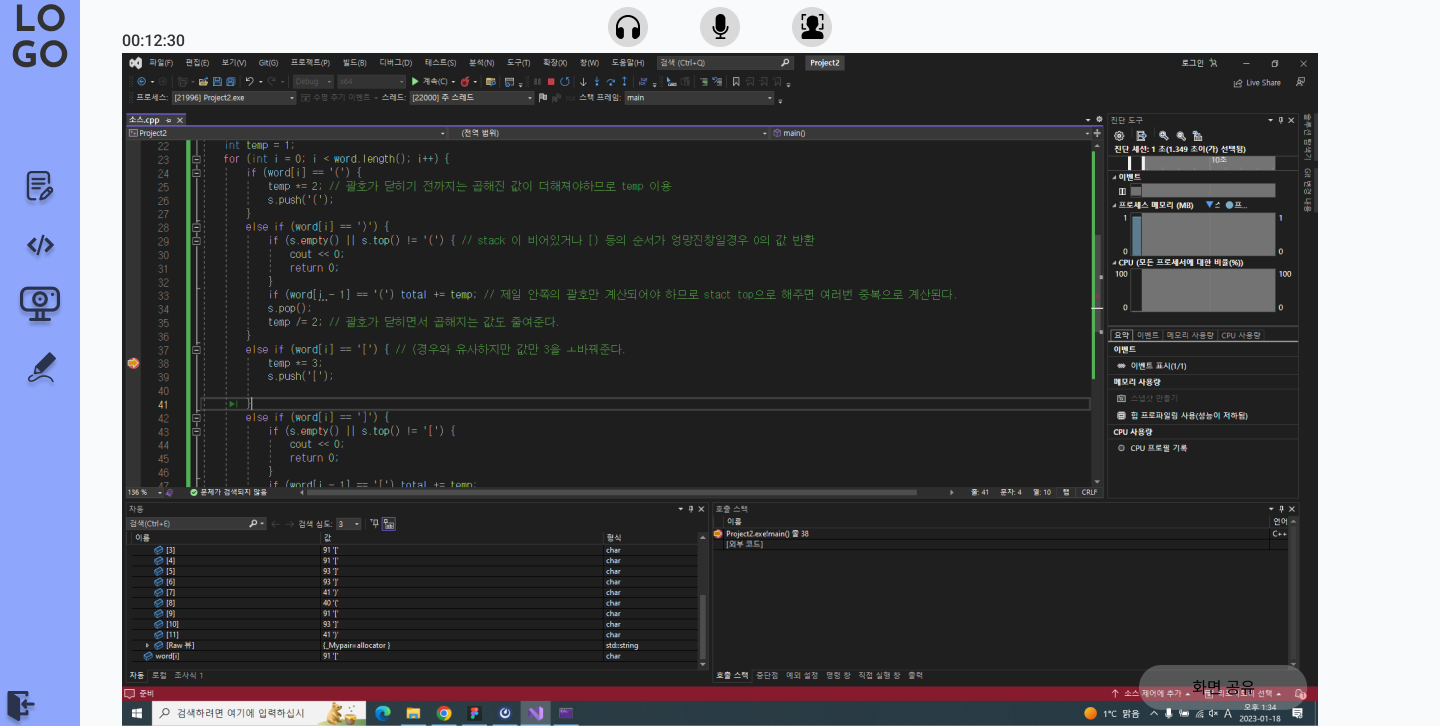 LO
GO
00:12:30
파일(F) 편집(E) 보기(V) Git(G) 프로젝트(P) 빌드(B) 디버그(D) 테스트(S) 분석(N) 도구(T) 확장(X) 창(W) 도움말(H) 검색 (Ctrl+Q) Project2 로그인
Debug x64 계속(C) Live Share
프로세스: [21996] Project2.exe 수명 주기 이벤트 스레드: [22000] 주 스레드 스택 프레임: main
소스.cpp
Project2 (전역 범위) main()
22 int temp = 1;
23 for (int i = 0; i < word.length(); i++) {
24 if (word[i] == '(') {
25 temp *= 2; // 괄호가 닫히기 전까지는 곱해진 값이 더해져야하므로 temp 이용
26 s.push('(');
27 }
28 else if (word[i] == ')') {
29 if (s.empty() || s.top() != '(') { // stack 이 비어있거나 [) 등의 순서가 엉망진창일경우 0의 값 반환
30 cout << 0;
31 return 0;
32 }
33 if (word[i - 1] == '(') total += temp; // 제일 안쪽의 괄호만 계산되어야 하므로 stact top으로 해주면 여러번 중복으로 계산된다.
34 s.pop();
35 temp /= 2; // 괄호가 닫히면서 곱해지는 값도 줄여준다.
36 }
37 else if (word[i] == '[') { // (경우와 유사하지만 값만 3을 ㅗ바꿔준다.
38 temp *= 3;
39 s.push('[');
40
41 }
42 else if (word[i] == ']') {
43 if (s.empty() || s.top() != '[') {
44 cout << 0;
45 return 0;
46 }
47 if (word[i - 1] == '[') total += temp;
136 % 문제가 검색되지 않음 줄: 41 문자: 4 열: 10 탭 CRLF
진단 도구
진단 세션: 1 초(1.349 초이(가) 선택됨)
10초
이벤트
프로세스 메모리 (MB) 스 프...
1 1
0 0
CPU (모든 프로세서에 대한 비율(%))
100 100
0 0
요약 이벤트 메모리 사용량 CPU 사용량
이벤트
이벤트 표시(1/1)
메모리 사용량
스냅샷 만들기
힙 프로파일링 사용(성능이 저하됨)
CPU 사용량
CPU 프로필 기록
솔루션 탐색기
Git 변경 내용
자동
검색(Ctrl+E) 검색 심도: 3
이름 값 형식
[3] 91 '[' char
[4] 91 '[' char
[5] 93 ']' char
[6] 93 ']' char
[7] 41 ')' char
[8] 40 '(' char
[9] 91 '[' char
[10] 93 ']' char
[11] 41 ')' char
[Raw 뷰] {_Mypair=allocator } std::string
word[i] 91 '[' char
자동 로컬 조사식 1
호출 스택
이름 언어
Project2.exe!main() 줄 38 C++
[외부 코드]
호출 스택 중단점 예외 설정 명령 창 직접 실행 창 출력
준비 소스 제어에 추가 선택
화면 공유
검색하려면 여기에 입력하십시 1°C 맑음 A 오후 1:34
2023-01-18